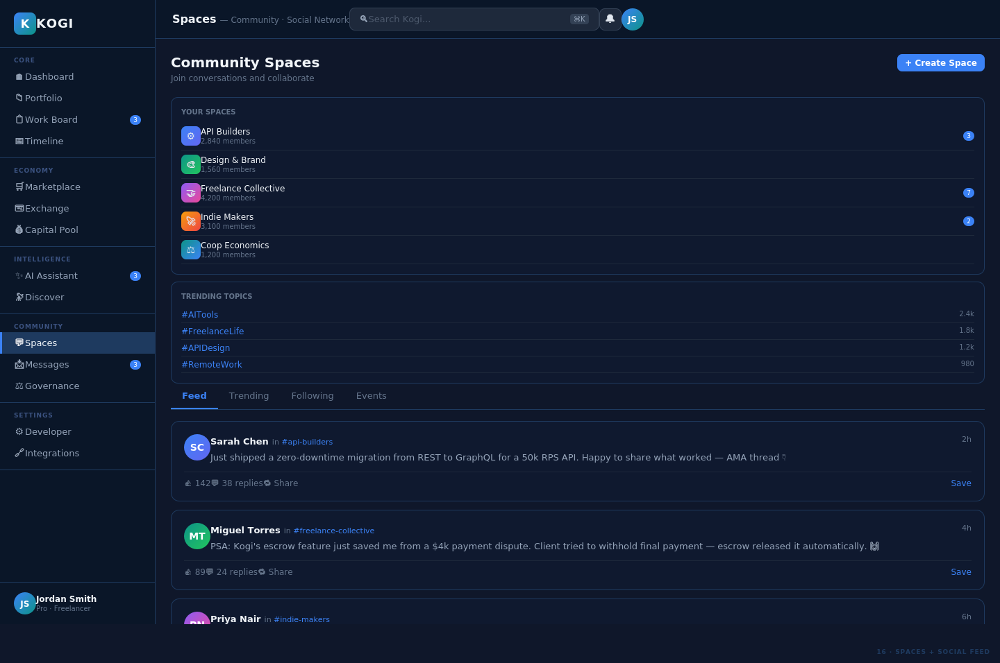 K KOGI
Spaces — Community · Social Network
Search Kogi... ⌘K
JS
CORE
Dashboard
Portfolio
Work Board 3
Timeline
ECONOMY
Marketplace
Exchange
Capital Pool
INTELLIGENCE
AI Assistant 3
Discover
COMMUNITY
Spaces
Messages 3
Governance
SETTINGS
Developer
Integrations
JS Jordan Smith
Pro · Freelancer
Community Spaces
Join conversations and collaborate
+ Create Space
YOUR SPACES
API Builders
2,840 members
3
Design & Brand
1,560 members
Freelance Collective
4,200 members
7
Indie Makers
3,100 members
2
Coop Economics
1,200 members
TRENDING TOPICS
#AITools 2.4k
#FreelanceLife 1.8k
#APIDesign 1.2k
#RemoteWork 980
Feed Trending Following Events
SC Sarah Chen in #api-builders 2h
Just shipped a zero-downtime migration from REST to GraphQL for a 50k RPS API. Happy to share what worked — AMA thread 👇
👍 142 💬 38 replies 🔁 Share Save
MT Miguel Torres in #freelance-collective 4h
PSA: Kogi's escrow feature just saved me from a $4k payment dispute. Client tried to withhold final payment — escrow released it automatically. 🙌
👍 89 💬 24 replies 🔁 Share Save
PN Priya Nair in #indie-makers 6h
16 · SPACES + SOCIAL FEED